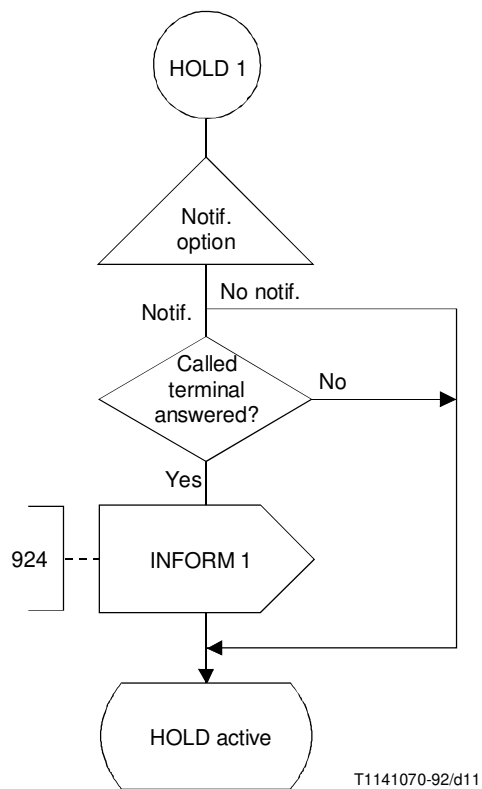 HOLD 1
Notif.
option
No notif.
Notif.
Called
terminal
answered?
No
Yes
924
INFORM 1
HOLD active
T1141070-92/d11